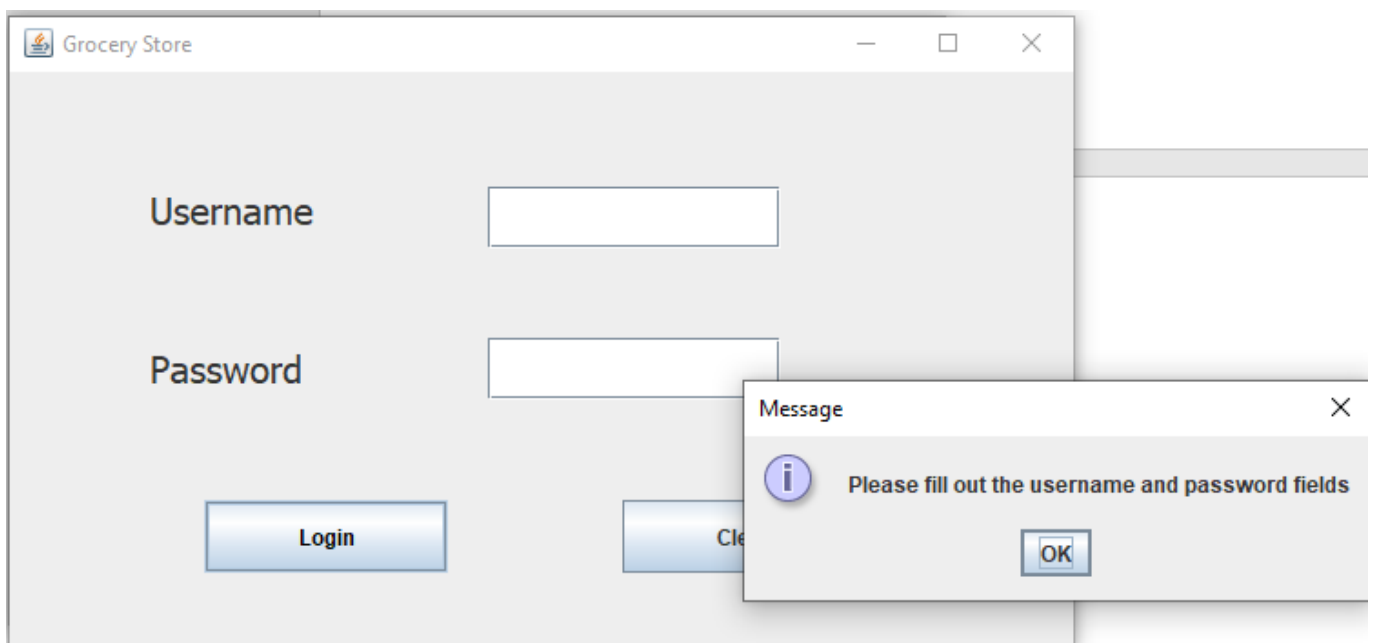 Grocery Store
Username
Password
Message
Please fill out the username and password fields
Login
OK